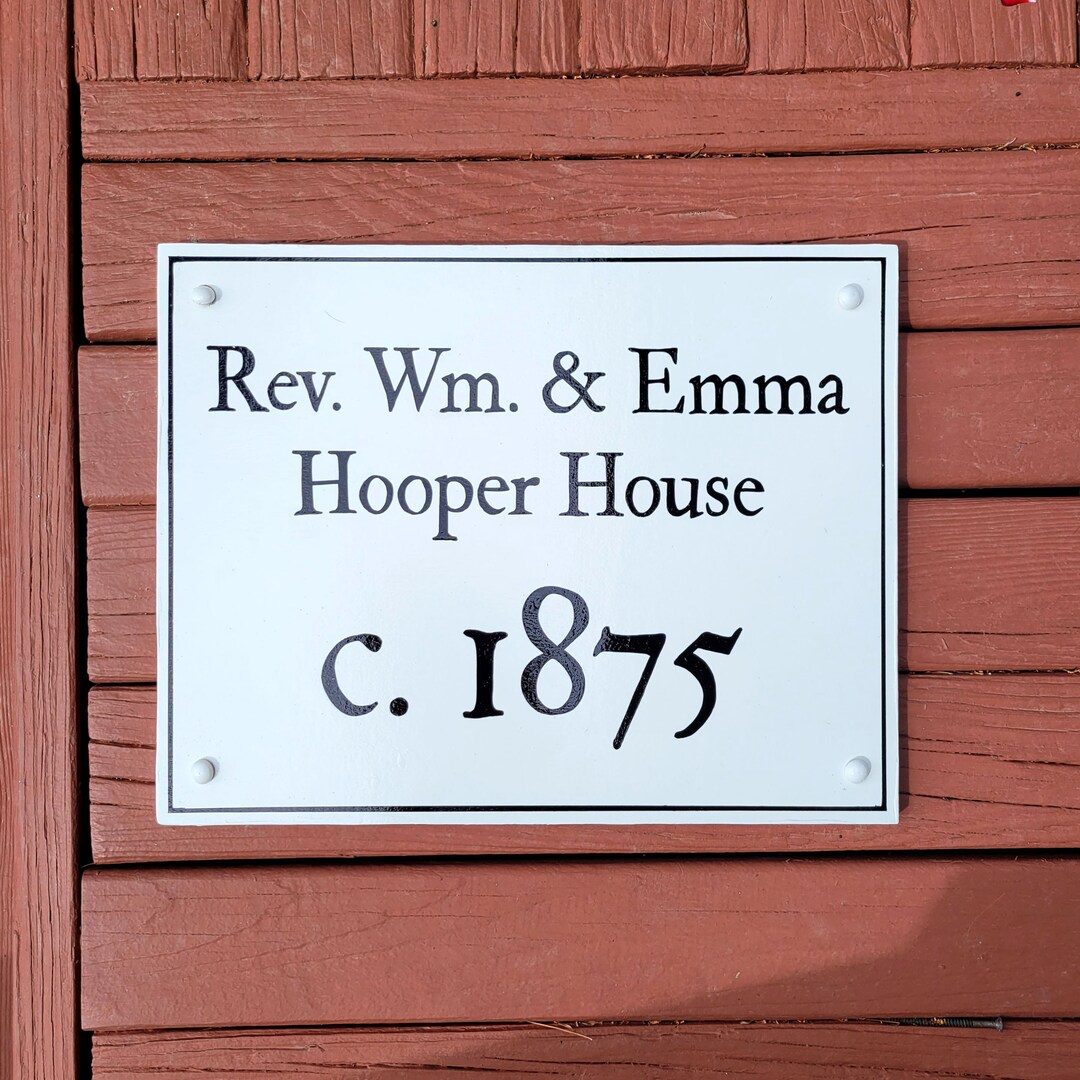 Rev. Wm. & Emma
Hooper House
c. 1875